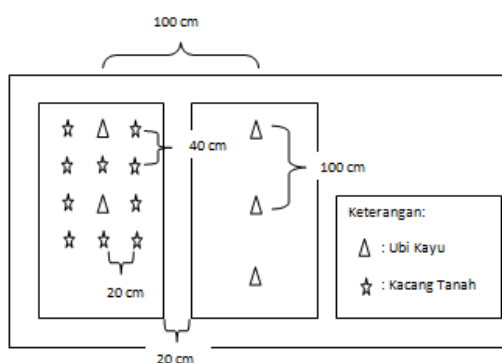 100 cm
40 cm
100 cm
Keterangan:
: Ubi Kayu
: Kacang Tanah
20 cm
20 cm